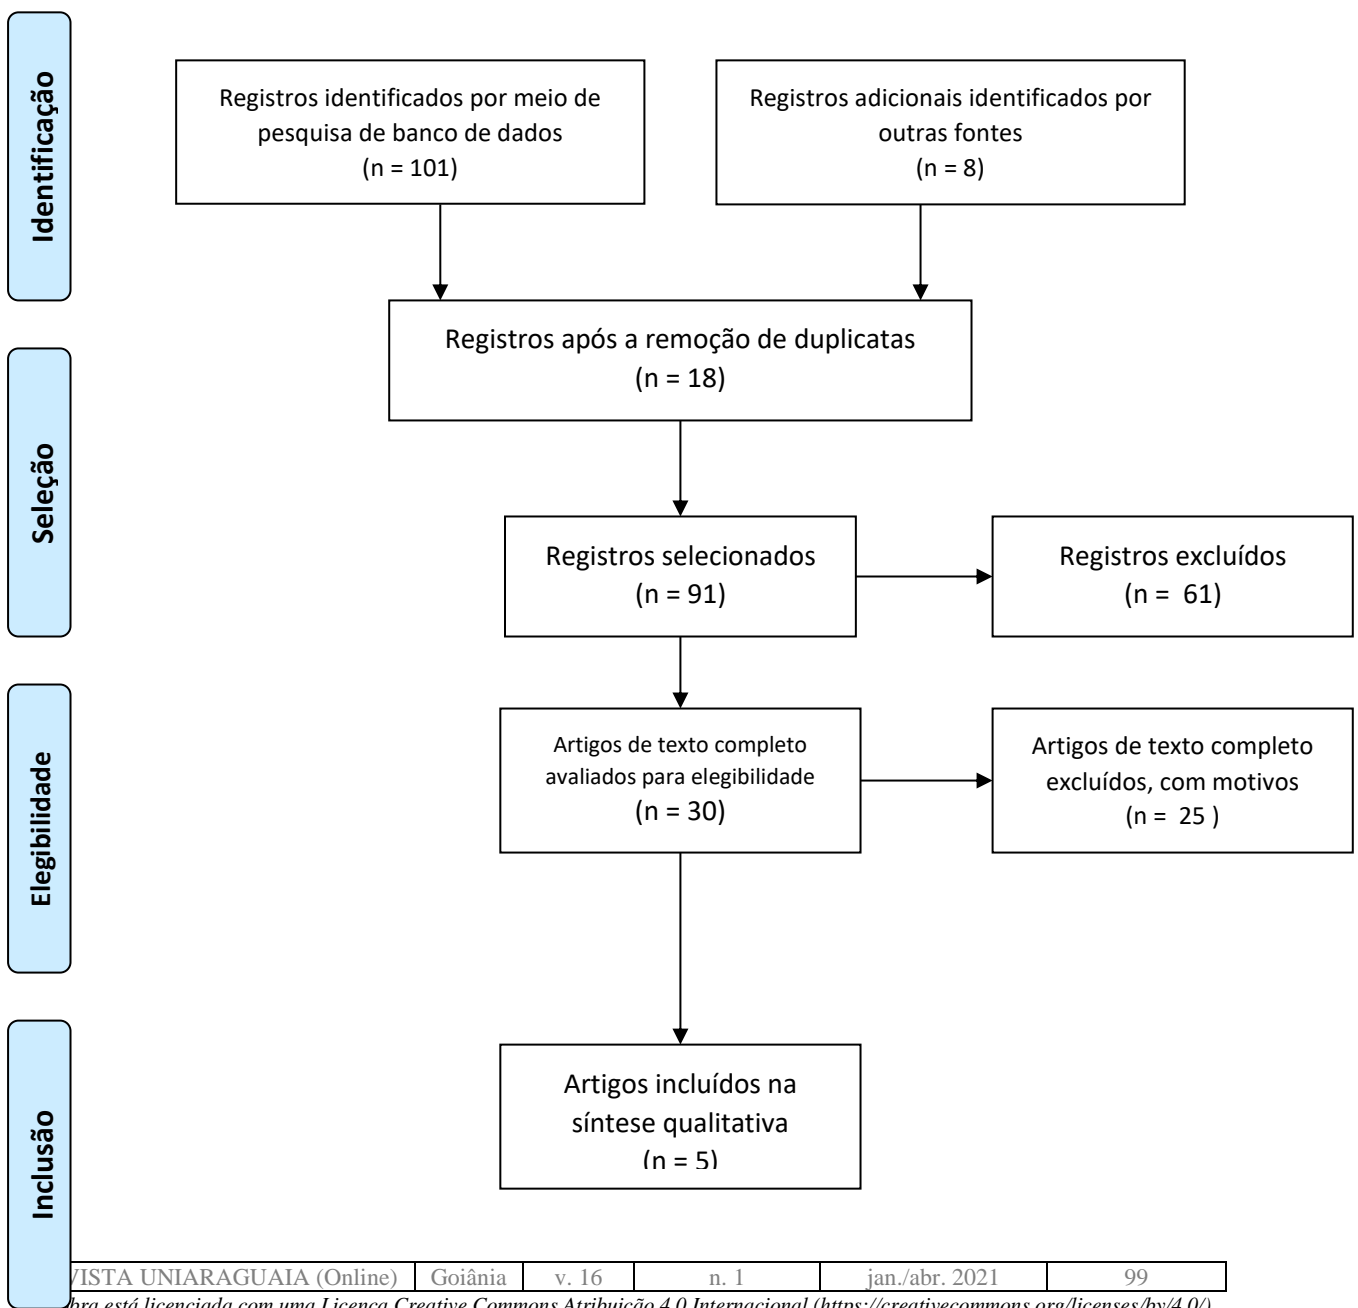 Identificação
Registros identificados por meio de
pesquisa de banco de dados
(n = 101)
Registros adicionais identificados por
outras fontes
(n = 8)
Registros após a remoção de duplicatas
(n = 18)
Seleção
Registros selecionados
(n = 91)
Registros excluídos
(n = 61)
Elegibilidade
Artigos de texto completo
avaliados para elegibilidade
(n = 30)
Artigos de texto completo
excluídos, com motivos
(n = 25 )
Inclusão
Artigos incluídos na
síntese qualitativa
(n = 5)
VISTA UNIARAGUAIA (Online) Goiânia v. 16 n. 1 jan./abr. 2021 99
bra está licenciada com uma Licença Creative Commons Atribuição 4.0 Internacional (https://creativecommons.org/licenses/by/4.0/)